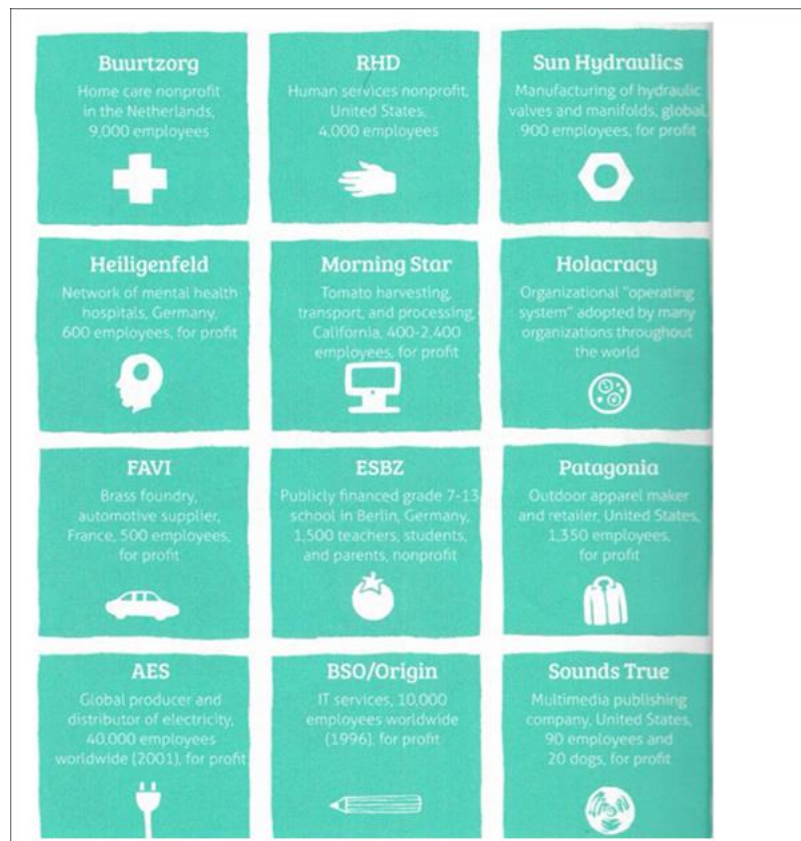 Buurtzorg
Home care nonprofit
in the Netherlands,
9,000 employees
RHD
Human services nonprofit,
United States,
4,000 employees
Sun Hydraulics
Manufacturing of hydraulic
valves and manifolds, global,
900 employees, for profit
Heiligenfeld
Network of mental health
hospitals, Germany,
600 employees, for profit
Morning Star
Tomato harvesting,
transport, and processing,
California, 400-2,400
employees, for profit
Holacracy
Organizational "operating
system" adopted by many
organizations throughout
the world
FAVI
Brass foundry,
automotive supplier,
France, 500 employees,
for profit
ESBZ
Publicly financed grade 7-13
school in Berlin, Germany,
1,500 teachers, students,
and parents, nonprofit
Patagonia
Outdoor apparel maker
and retailer, United States,
1,350 employees,
for profit
AES
Global producer and
distributor of electricity,
40,000 employees
worldwide (2001), for profit
BSO/Origin
IT services, 10,000
employees worldwide
(1996), for profit
Sounds True
Multimedia publishing
company, United States,
90 employees and
20 dogs, for profit